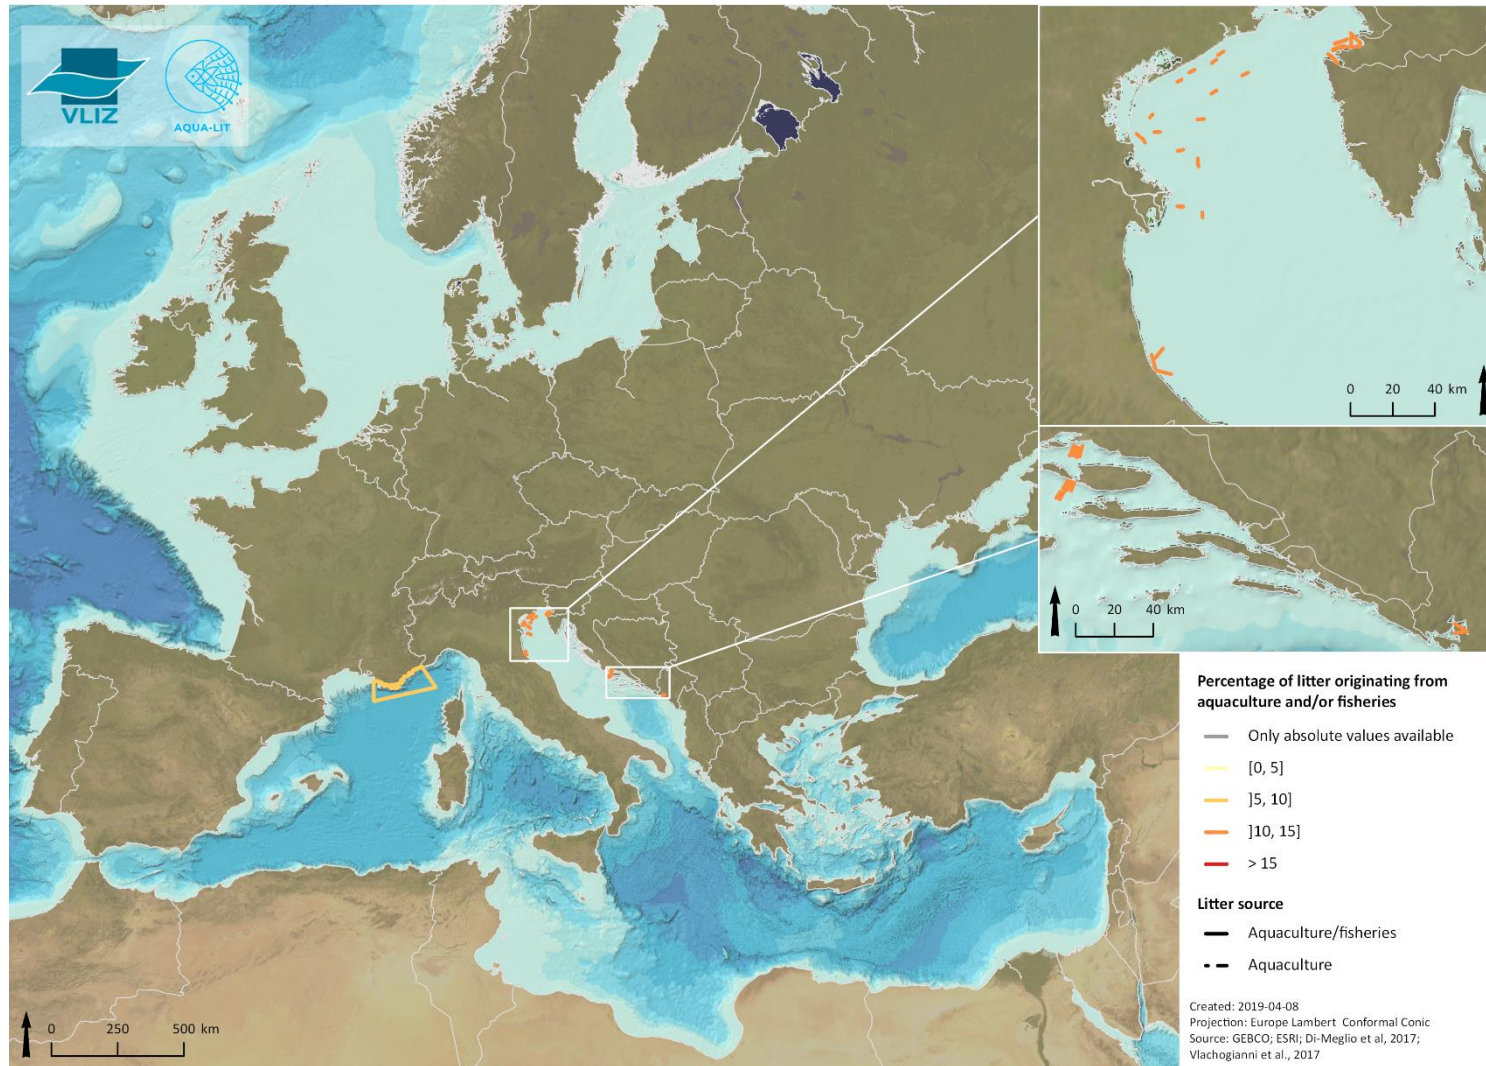 VLIZ
AQUA-LIT
0 20 40 km
0 20 40 km
Percentage of litter originating from
aquaculture and/or fisheries
Only absolute values available
[0, 5]
]5, 10]
]10, 15]
> 15
Litter source
Aquaculture/fisheries
Aquaculture
Created: 2019-04-08
Projection: Europe Lambert Conformal Conic
Source: GEBCO; ESRI; Di-Meglio et al, 2017;
Vlachogianni et al., 2017
0 250 500 km